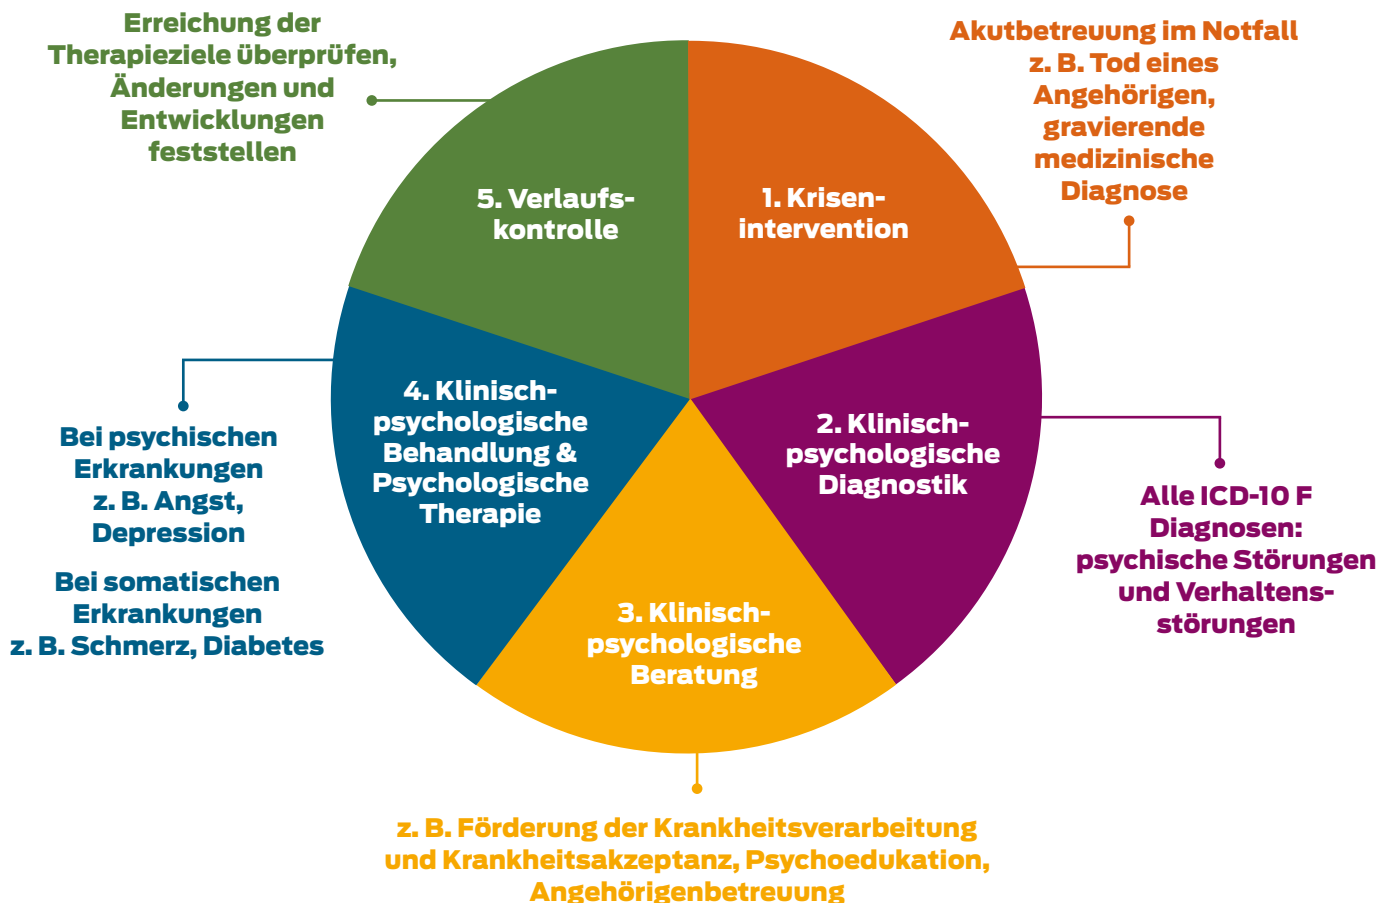 Erreichung der
Therapieziele überprüfen,
Änderungen und
Entwicklungen
feststellen
Akutbetreuung im Notfall
z. B. Tod eines
Angehörigen,
gravierende
medizinische
Diagnose
5. Verlaufs-
kontrolle
1. Krisen-
intervention
4. Klinisch-
psychologische
Behandlung &
Psychologische
Therapie
2. Klinisch-
psychologische
Diagnostik
Bei psychischen
Erkrankungen
z. B. Angst,
Depression
Bei somatischen
Erkrankungen
z. B. Schmerz, Diabetes
Alle ICD-10 F
Diagnosen:
psychische Störungen
und Verhaltens-
störungen
3. Klinisch-
psychologische
Beratung
z. B. Förderung der Krankheitsverarbeitung
und Krankheitsakzeptanz, Psychoedukation,
Angehörigenbetreuung